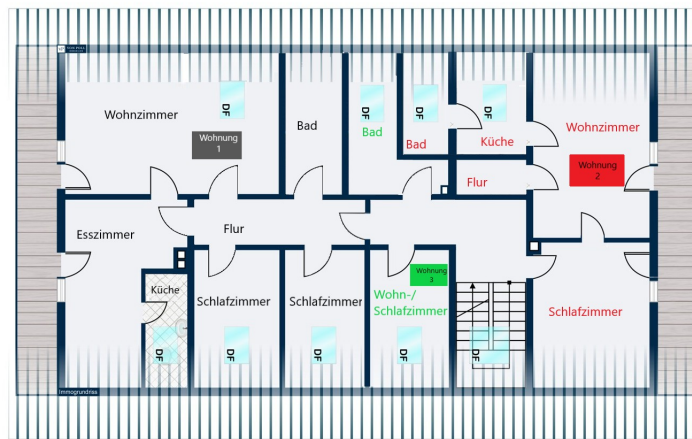 DF
DF
DF
DF
Wohnzimmer
Wohnung
1
Bad
Bad
Bad
Küche
Wohnzimmer
Wohnung
2
Flur
Esszimmer
Flur
Küche
Schlafzimmer
Schlafzimmer
Wohnung
3
Wohn-/
Schlafzimmer
Schlafzimmer
DF
DF
DF
DF
DF
Immogrundriss